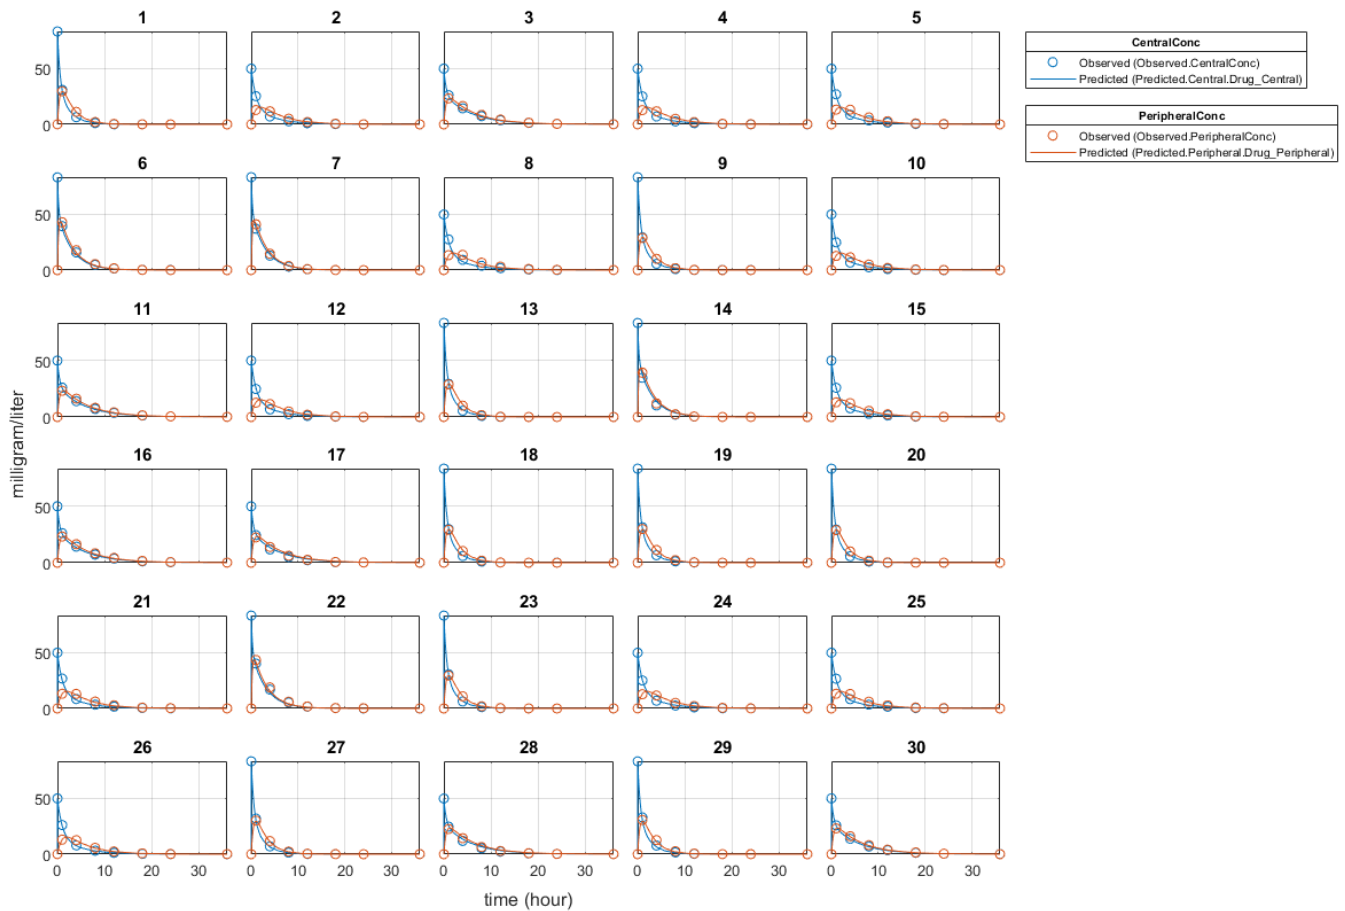 1 2 3 4 5
50
0
CentralConc
Observed (Observed.CentralConc)
Predicted (Predicted.Central.Drug_Central)
PeripheralConc
Observed (Observed.PeripheralConc)
Predicted (Predicted.Peripheral.Drug_Peripheral)
6 7 8 9 10
50
0
11 12 13 14 15
50
0
milligram/liter
16 17 18 19 20
50
0
21 22 23 24 25
50
0
26 27 28 29 30
50
0
0 10 20 30 0 10 20 30 0 10 20 30 0 10 20 30 0 10 20 30
time (hour)